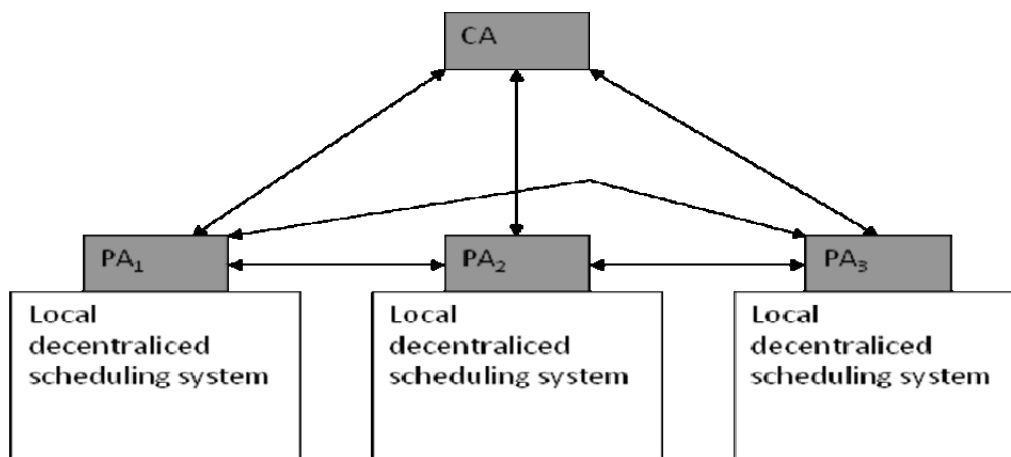 CA
PA₁
PA₂
PA₃
Local
decentraliced
scheduling system
Local
decentraliced
scheduling system
Local
decentraliced
scheduling system